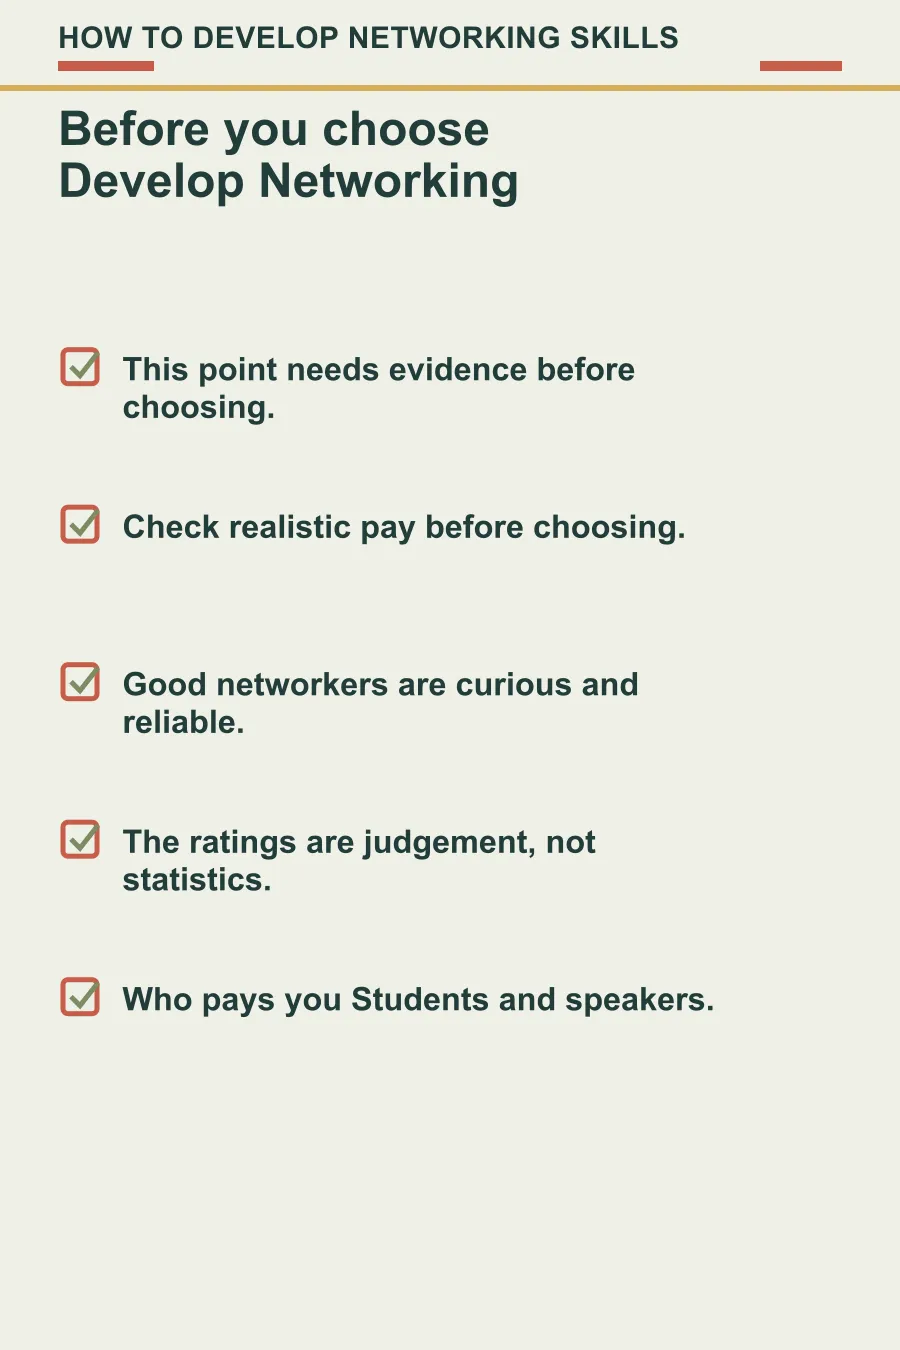 HOW TO DEVELOP NETWORKING SKILLS
Before you choose
Develop Networking
This point needs evidence before
choosing.
Check realistic pay before choosing.
Good networkers are curious and
reliable.
The ratings are judgement, not
statistics.
Who pays you Students and speakers.